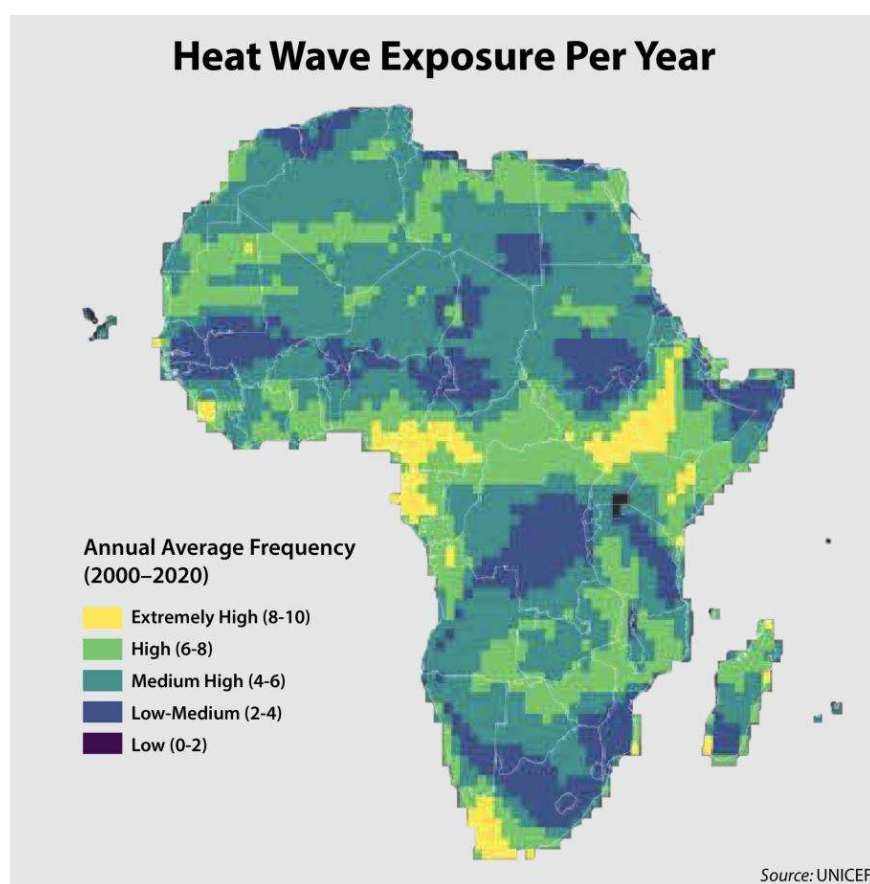 Heat Wave Exposure Per Year
Annual Average Frequency
(2000–2020)
Extremely High (8-10)
High (6-8)
Medium High (4-6)
Low-Medium (2-4)
Low (0-2)
Source: UNICEF